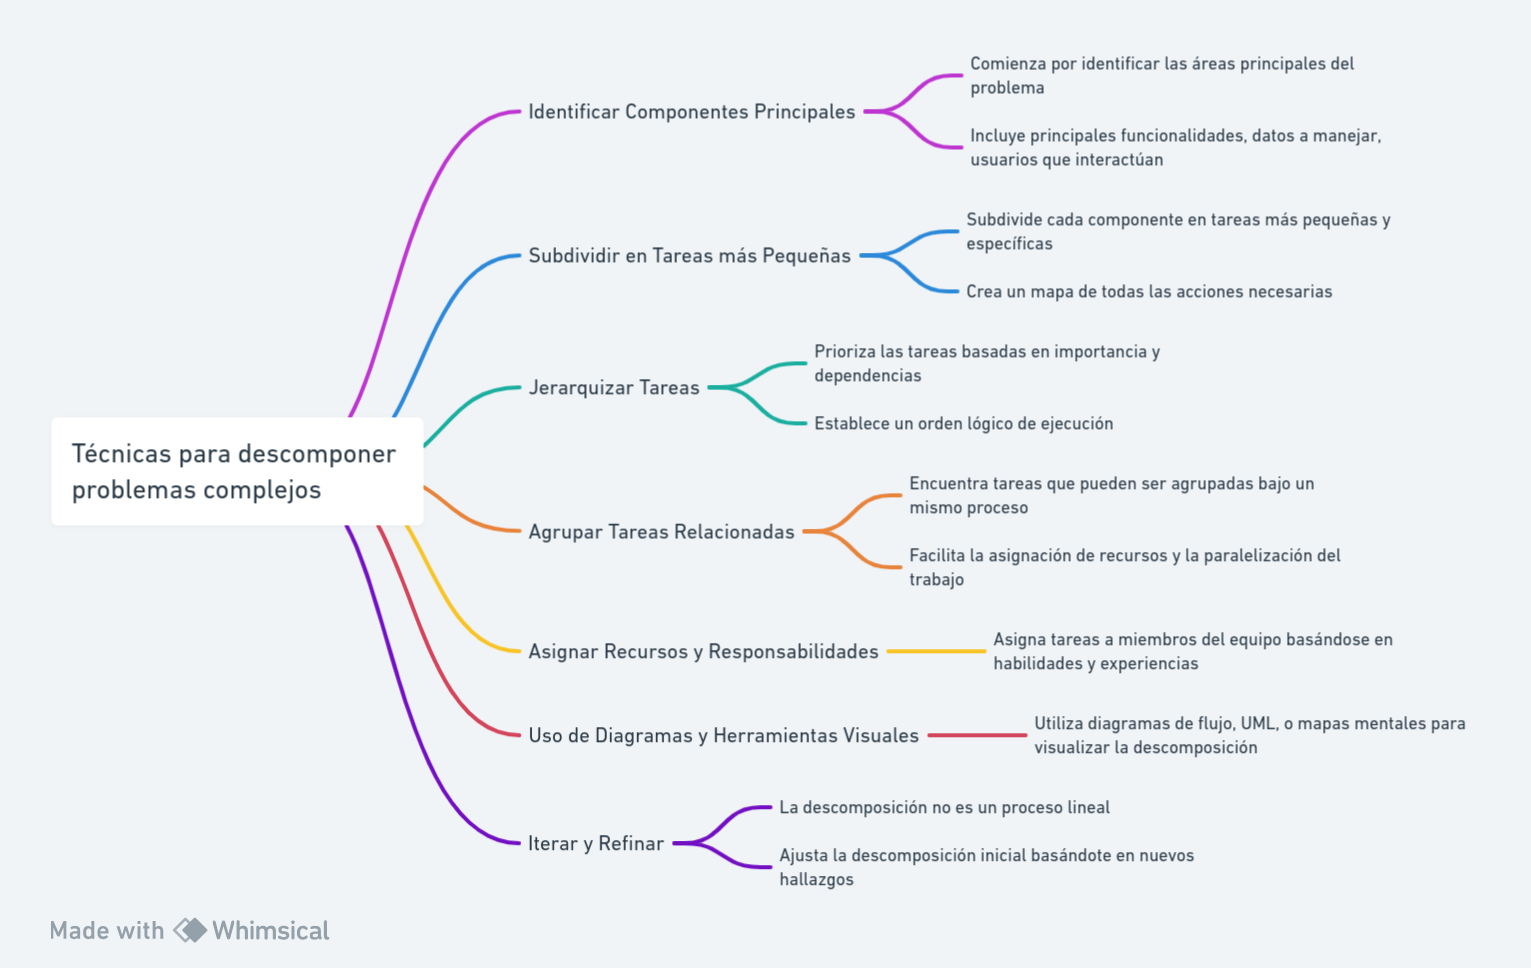 Comienza por identificar las áreas principales del
problema
Identificar Componentes Principales
Incluye principales funcionalidades, datos a manejar,
usuarios que interactúan
Subdivide cada componente en tareas más pequeñas y
específicas
Subdividir en Tareas más Pequeñas
Crea un mapa de todas las acciones necesarias
Prioriza las tareas basadas en importancia y
dependencias
Jerarquizar Tareas
Establece un orden lógico de ejecución
Técnicas para descomponer
problemas complejos
Encuentra tareas que pueden ser agrupadas bajo un
mismo proceso
Agrupar Tareas Relacionadas
Facilita la asignación de recursos y la paralelización del
trabajo
Asignar Recursos y Responsabilidades
Asigna tareas a miembros del equipo basándose en
habilidades y experiencias
Uso de Diagramas y Herramientas Visuales
Utiliza diagramas de flujo, UML, o mapas mentales para
visualizar la descomposición
La descomposición no es un proceso lineal
Iterar y Refinar
Ajusta la descomposición inicial basándote en nuevos
hallazgos
Made with Whimsical